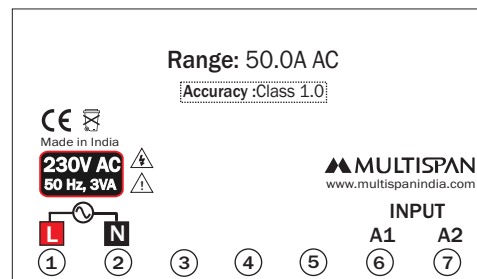 Range: 50.0A AC
Accuracy :Class 1.0
CE
Made in India
230V AC
50 Hz, 3VA
MULTISPAN
www.multispanindia.com
L N
INPUT
A1 A2
1 2 3 4 5 6 7